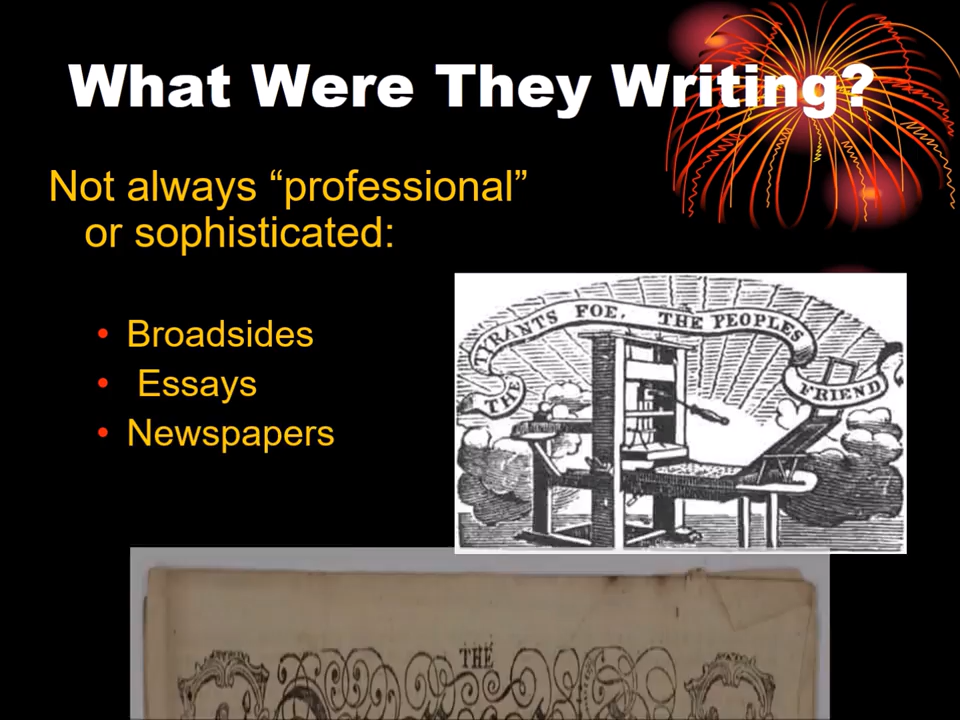 What Were They Writing?
Not always “professional”
or sophisticated:
• Broadsides
• Essays
• Newspapers
THE TYRANTS FOE. THE PEOPLES FRIEND
THE